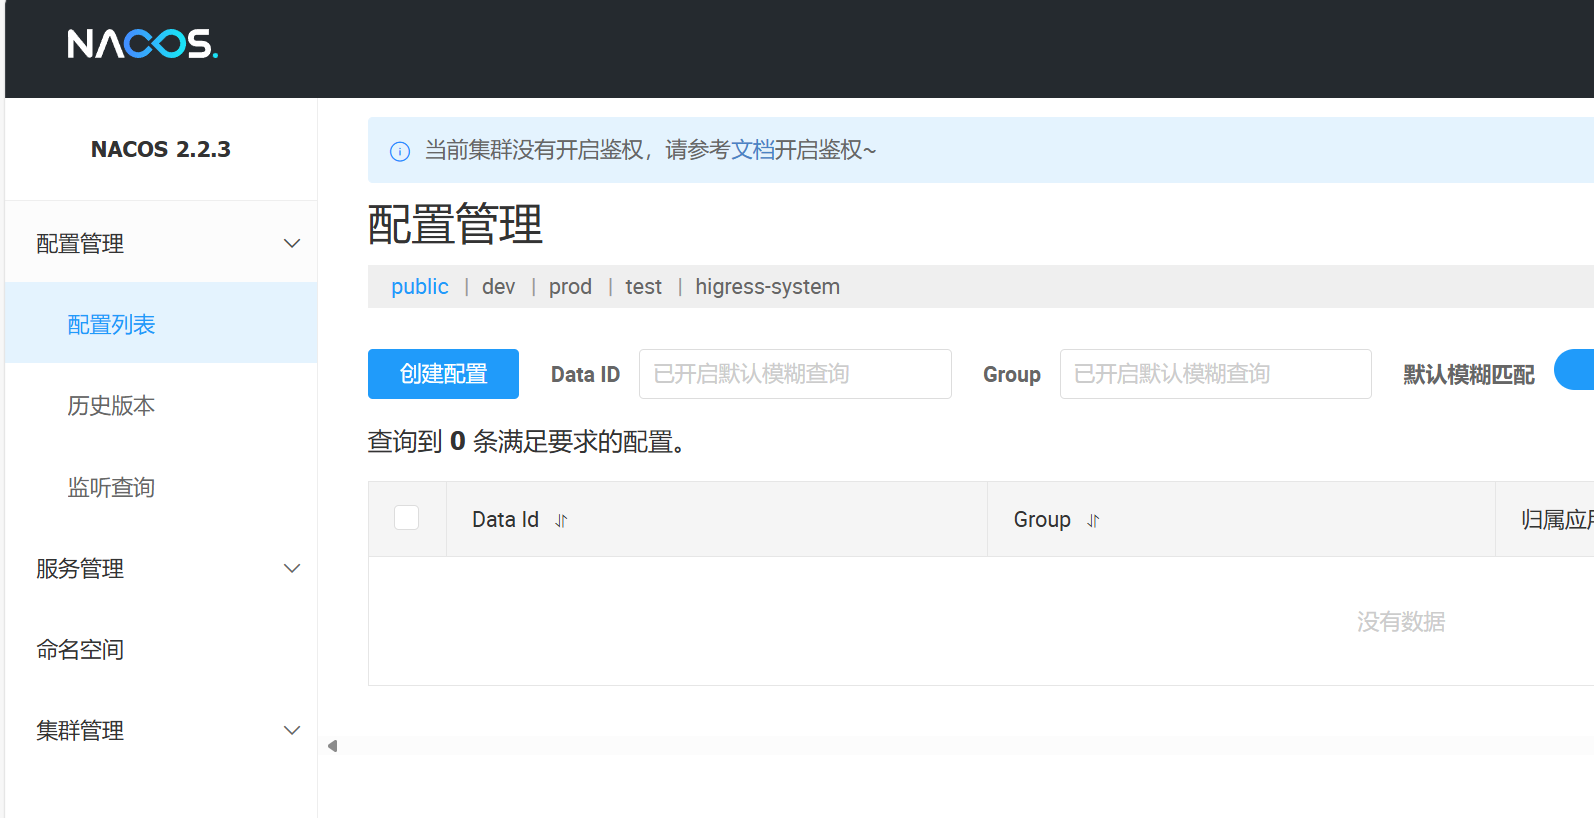 NACOS.
NACOS 2.2.3
当前集群没有开启鉴权，请参考文档开启鉴权~
配置管理
配置管理
public | dev | prod | test | higress-system
配置列表
创建配置 Data ID 已开启默认模糊查询 Group 已开启默认模糊查询 默认模糊匹配
历史版本
查询到 0 条满足要求的配置。
监听查询
Data Id Group 归属应
服务管理
没有数据
命名空间
集群管理